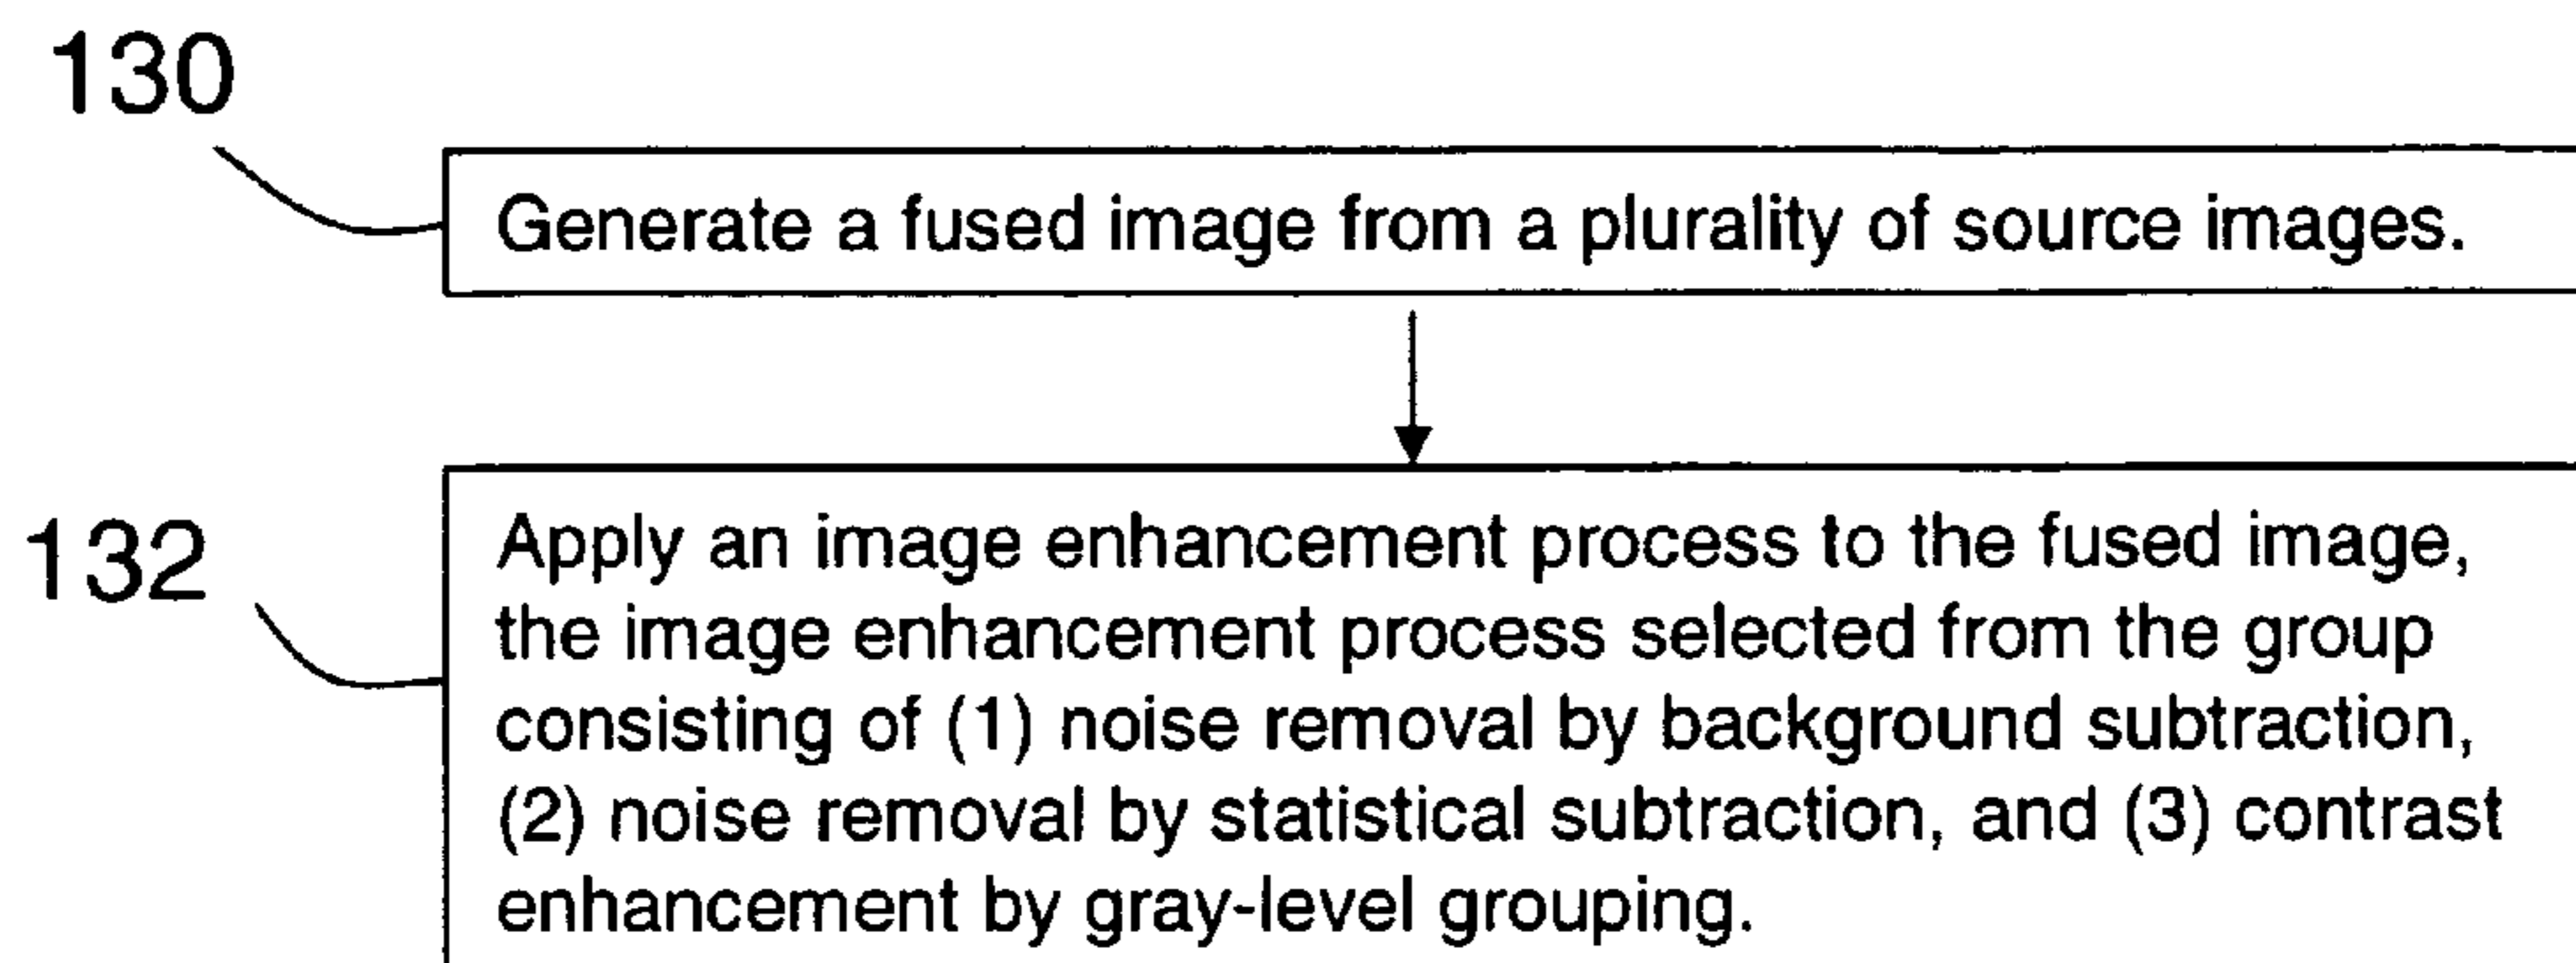 130
Generate a fused image from a plurality of source images.
132
Apply an image enhancement process to the fused image,
the image enhancement process selected from the group
consisting of (1) noise removal by background subtraction,
(2) noise removal by statistical subtraction, and (3) contrast
enhancement by gray-level grouping.